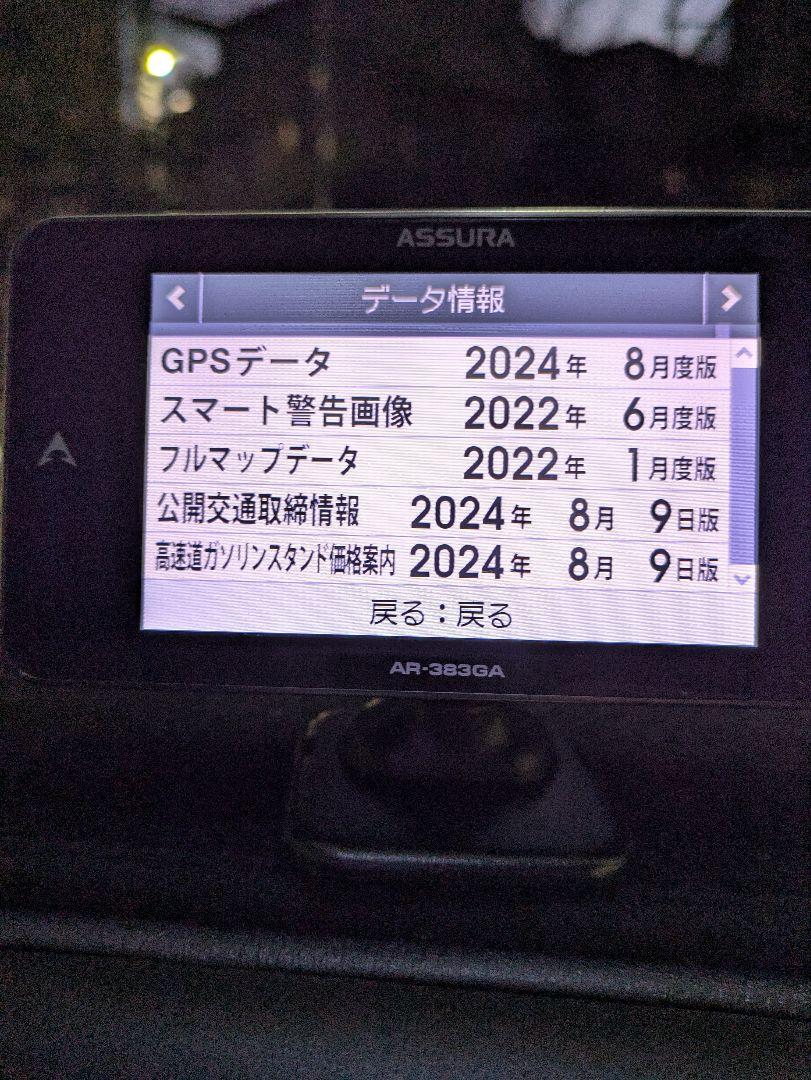 ASSURA
データ情報
GPSデータ 2024年 8月度版
スマート警告画像 2022年 6月度版
フルマップデータ 2022年 1月度版
公開交通取締情報 2024年 8月 9日版
高速道ガソリンスタンド価格案内 2024年 8月 9日版
戻る：戻る
AR-383GA